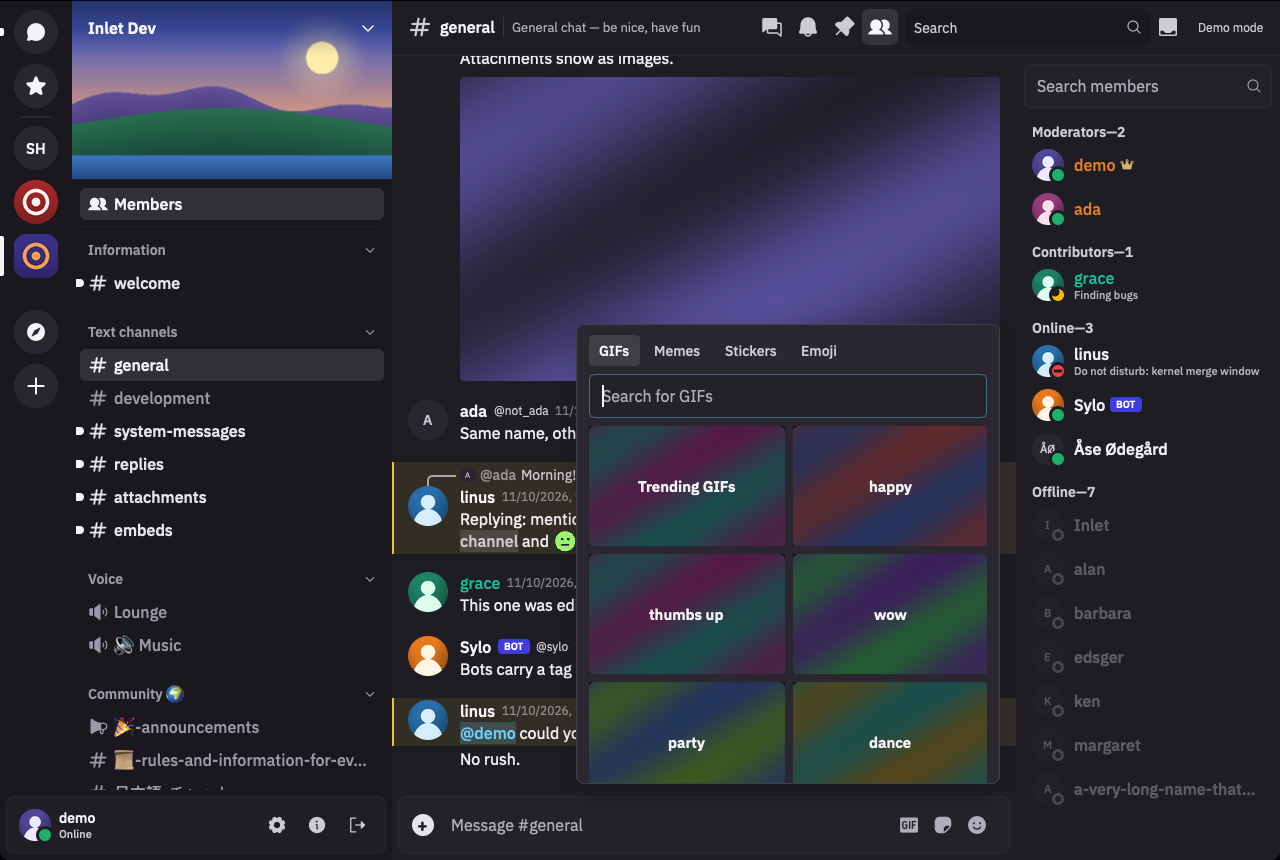 SH
Inlet Dev
Members
Information
welcome
Text channels
general
development
system-messages
replies
attachments
embeds
Voice
Lounge
🔊 Music
Community 🌍
🎉-announcements
📜-rules-and-information-for-ev...
demo
Online
# general
General chat — be nice, have fun
Search
Demo mode
Attachments show as images.
A
ada @not_ada 11/
Same name, oth
A @ada Morning!
linus 11/10/2026,
Replying: mentic
channel and
grace 11/10/2026,
This one was edi
Sylo BOT @sylo
Bots carry a tag
linus 11/10/2026,
@demo could yo
No rush.
GIFs
Memes
Stickers
Emoji
Search for GIFs
Trending GIFs
happy
thumbs up
wow
party
dance
Message #general
GIF
Search members
Moderators—2
demo
ada
Contributors—1
grace
Finding bugs
Online—3
linus
Do not disturb: kernel merge window
Sylo BOT
ÅØ
Åse Ødegård
Offline—7
I
Inlet
A
alan
B
barbara
E
edsger
K
ken
M
margaret
A
a-very-long-name-that...